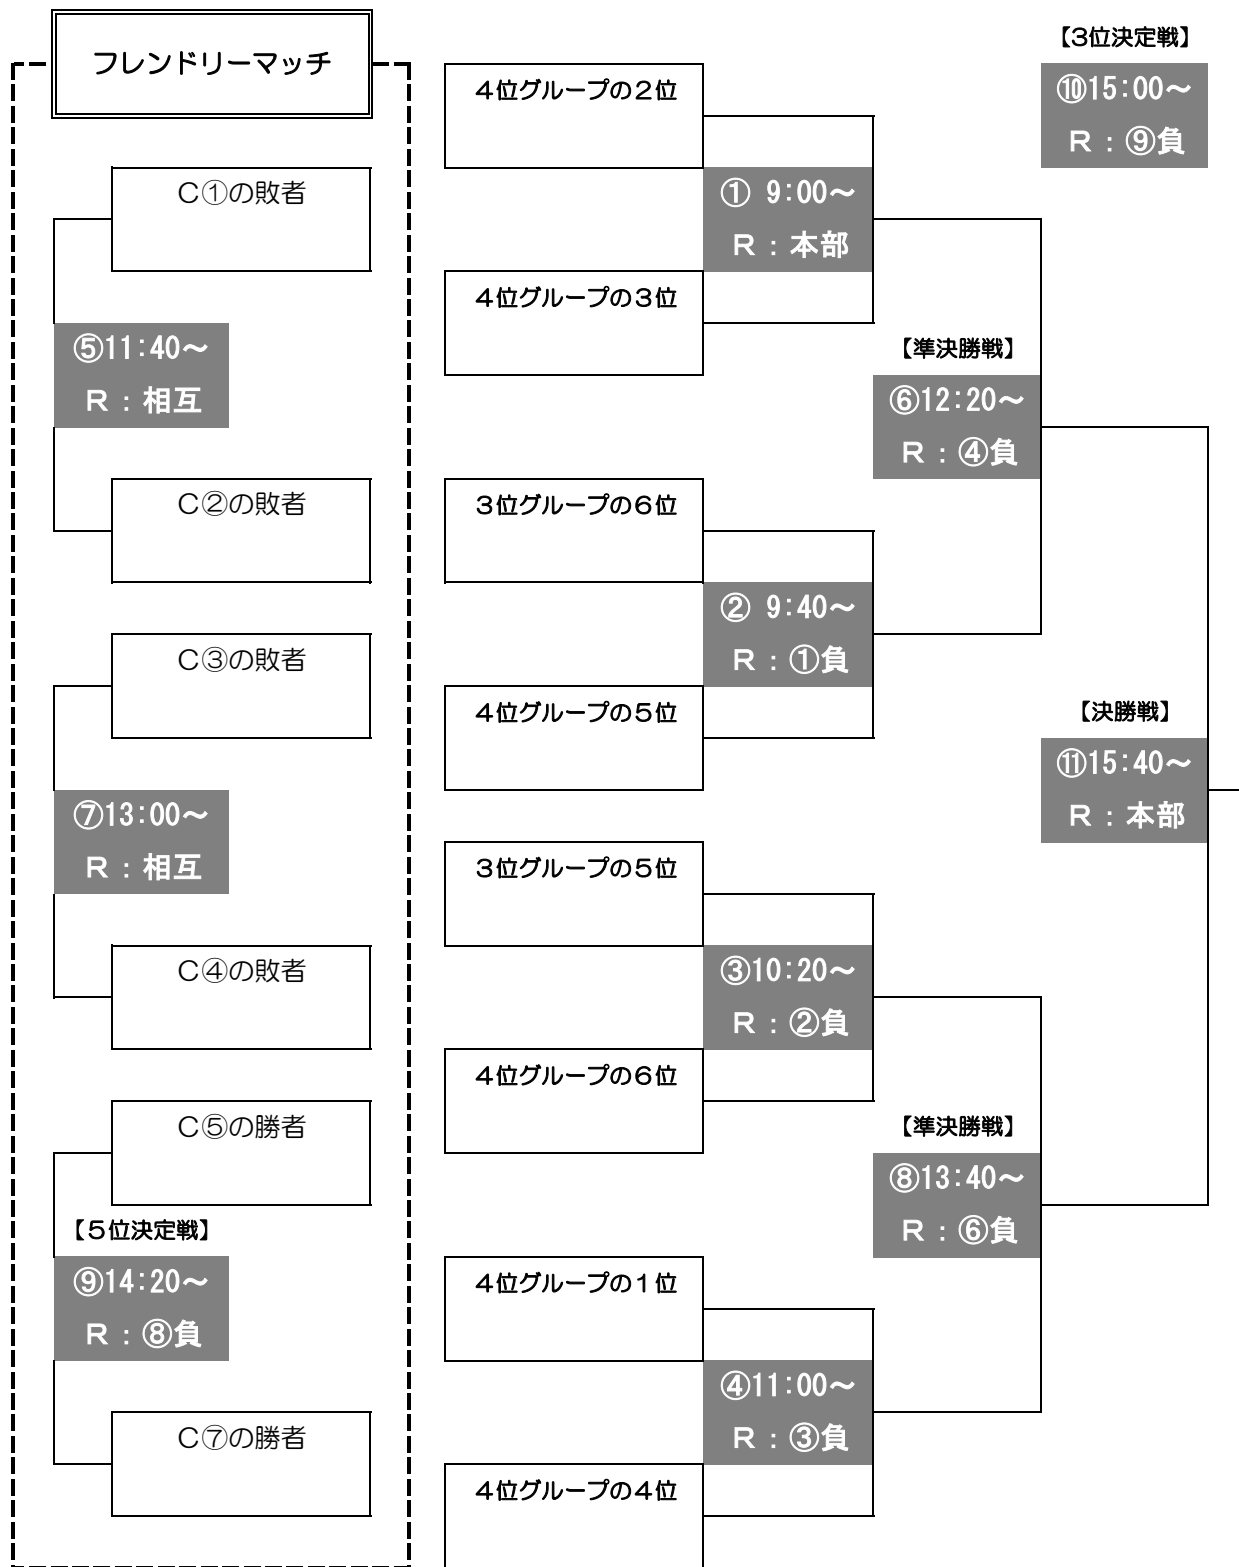 フレンドリーマッチ
C①の敗者
⑤11:40～
R：相互
C②の敗者
C③の敗者
⑦13:00～
R：相互
C④の敗者
C⑤の勝者
【5位決定戦】
⑨14:20～
R：⑧負
C⑦の勝者
4位グループの2位
① 9:00～
R：本部
4位グループの3位
3位グループの6位
② 9:40～
R：①負
4位グループの5位
3位グループの5位
③10:20～
R：②負
4位グループの6位
4位グループの1位
④11:00～
R：③負
4位グループの4位
【準決勝戦】
⑥12:20～
R：④負
【準決勝戦】
⑧13:40～
R：⑥負
【3位決定戦】
⑩15:00～
R：⑨負
【決勝戦】
⑪15:40～
R：本部